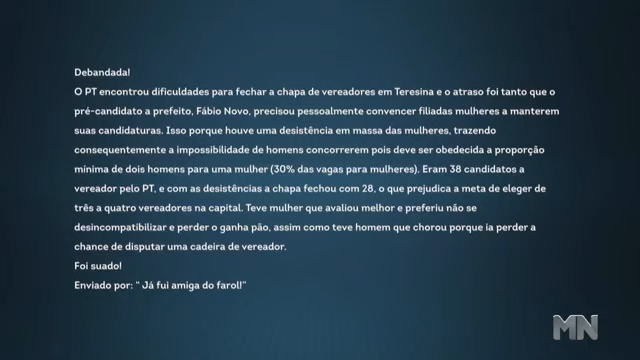 Debandada!
O PT encontrou dificuldades para fechar a chapa de vereadores em Teresina e o atraso foi tanto que o
pré-candidato a prefeito, Fábio Novo, precisou pessoalmente convencer filiadas mulheres a manterem
suas candidaturas. Isso porque houve uma desistência em massa das mulheres, trazendo
consequentemente a impossibilidade de homens concorrerem pois deve ser obedecida a proporção
mínima de dois homens para uma mulher (30% das vagas para mulheres). Eram 38 candidatos a
vereador pelo PT, e com as desistências a chapa fechou com 28, o que prejudica a meta de eleger de
três a quatro vereadores na capital. Teve mulher que avaliou melhor e preferiu não se
desincompatibilizar e perder o ganha pão, assim como teve homem que chorou porque ia perder a
chance de disputar uma cadeira de vereador.
Foi suado!
Enviado por: “ Já fui amiga do farol!”
MN